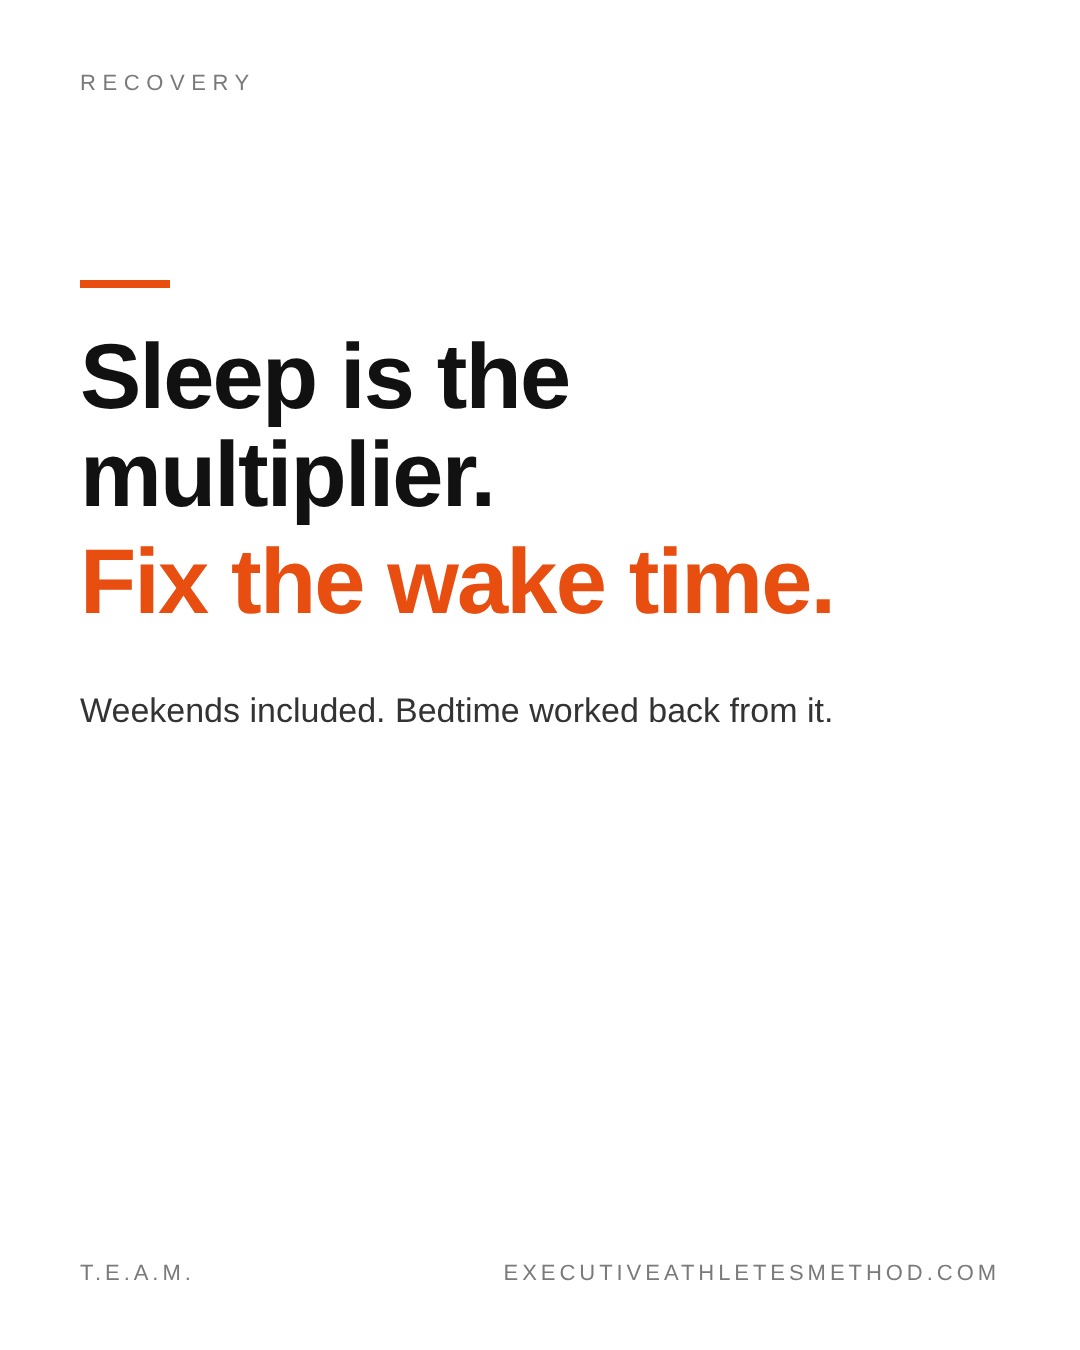 RECOVERY
Sleep is the
multiplier.
Fix the wake time.
Weekends included. Bedtime worked back from it.
T.E.A.M.
EXECUTIVEATHLETESMETHOD.COM